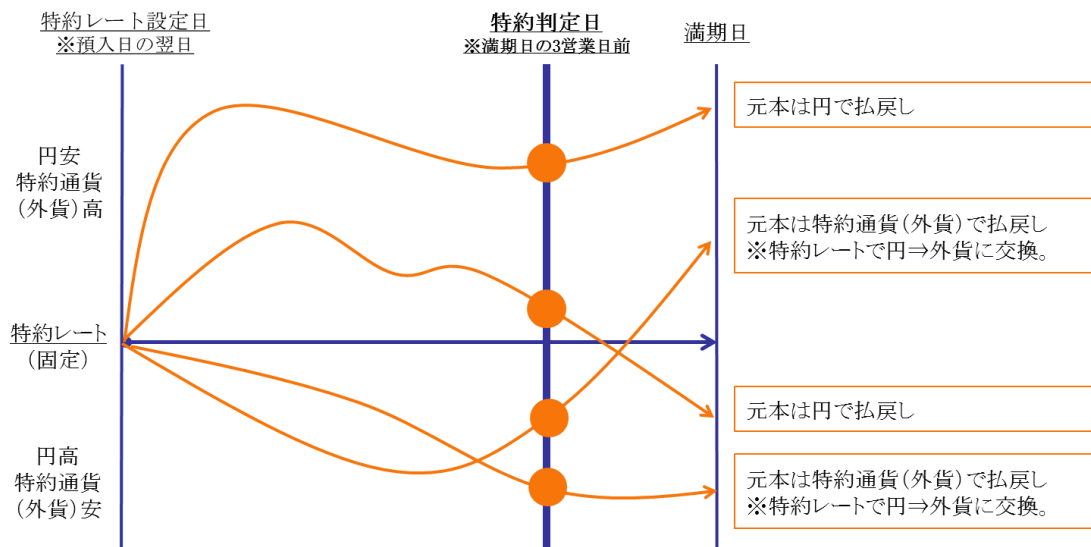 特約レート設定日
※預入日の翌日
特約判定日
※満期日の3営業日前
満期日
円安
特約通貨
(外貨)高
特約レート
(固定)
円高
特約通貨
(外貨)安
元本は円で払戻し
元本は特約通貨(外貨)で払戻し
※特約レートで円⇒外貨に交換。
元本は円で払戻し
元本は特約通貨(外貨)で払戻し
※特約レートで円⇒外貨に交換。